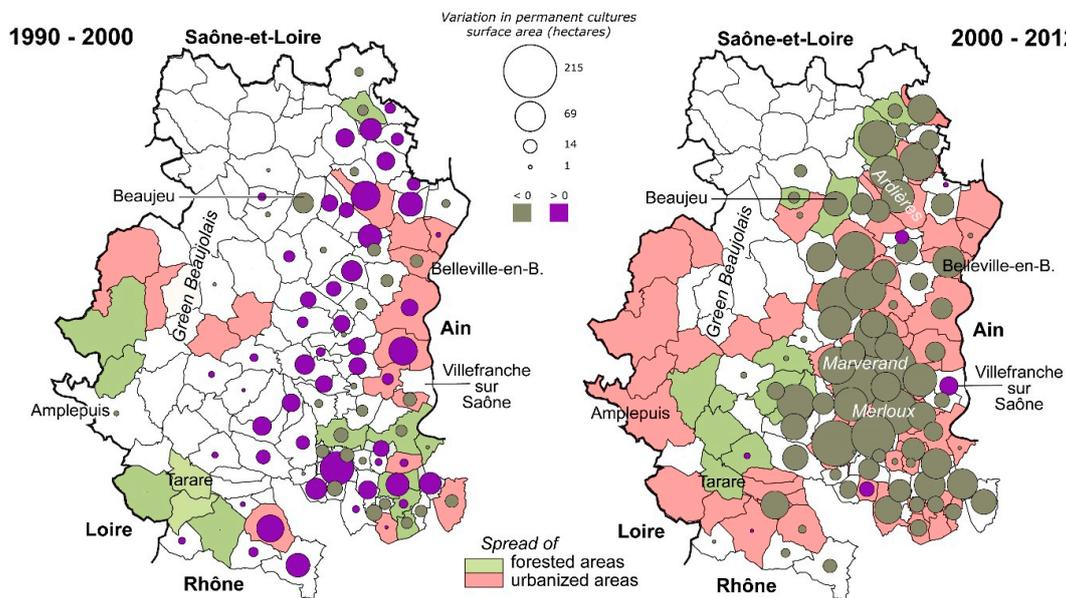 1990 - 2000
Saône-et-Loire
Variation in permanent cultures
surface area (hectares)
215
69
14
1
< 0
> 0
Saône-et-Loire
2000 - 2012
Beaujeu
Green Beaujolais
Belleville-en-B.
Ain
Villefranche
sur
Saône
Amplepuis
Tarare
Loire
Rhône
Spread of
forested areas
urbanized areas
Beaujeu
Ardières
Green Beaujolais
Belleville-en-B.
Ain
Marverand
Villefranche
sur
Saône
Merloux
Amplepuis
Tarare
Loire
Rhône